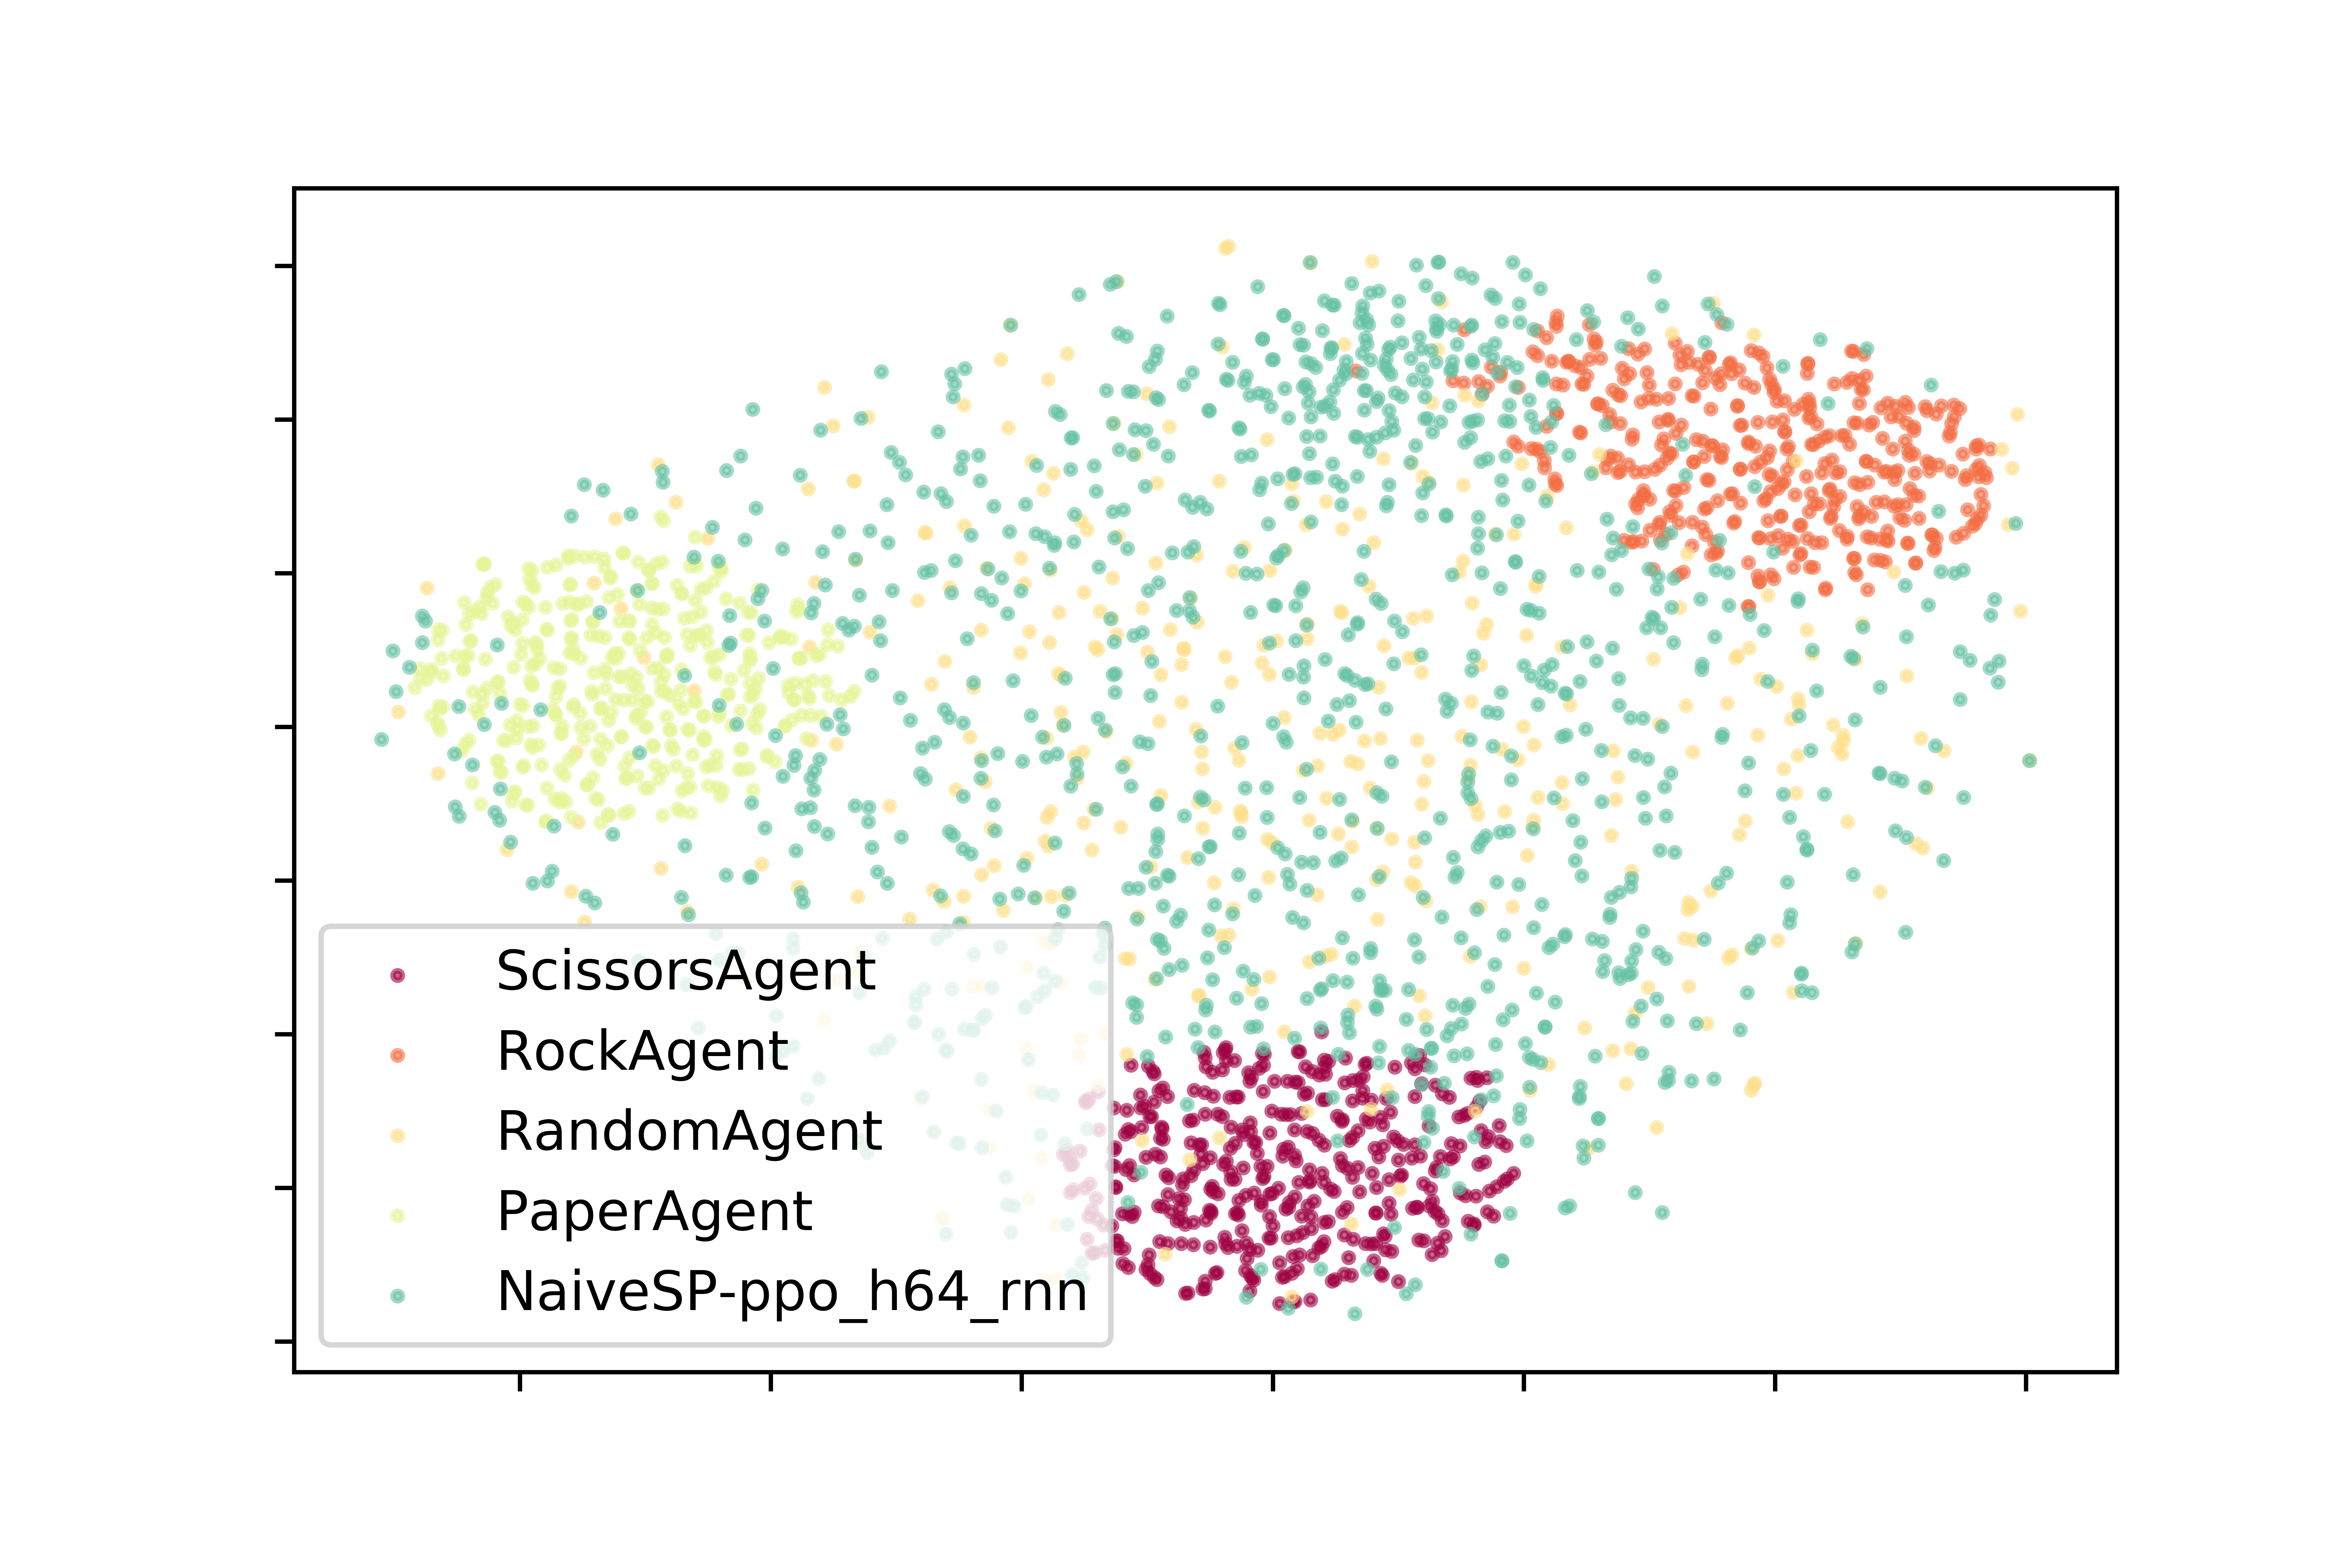 ScissorsAgent
RockAgent
RandomAgent
PaperAgent
NaiveSP-ppo_h64_rnn